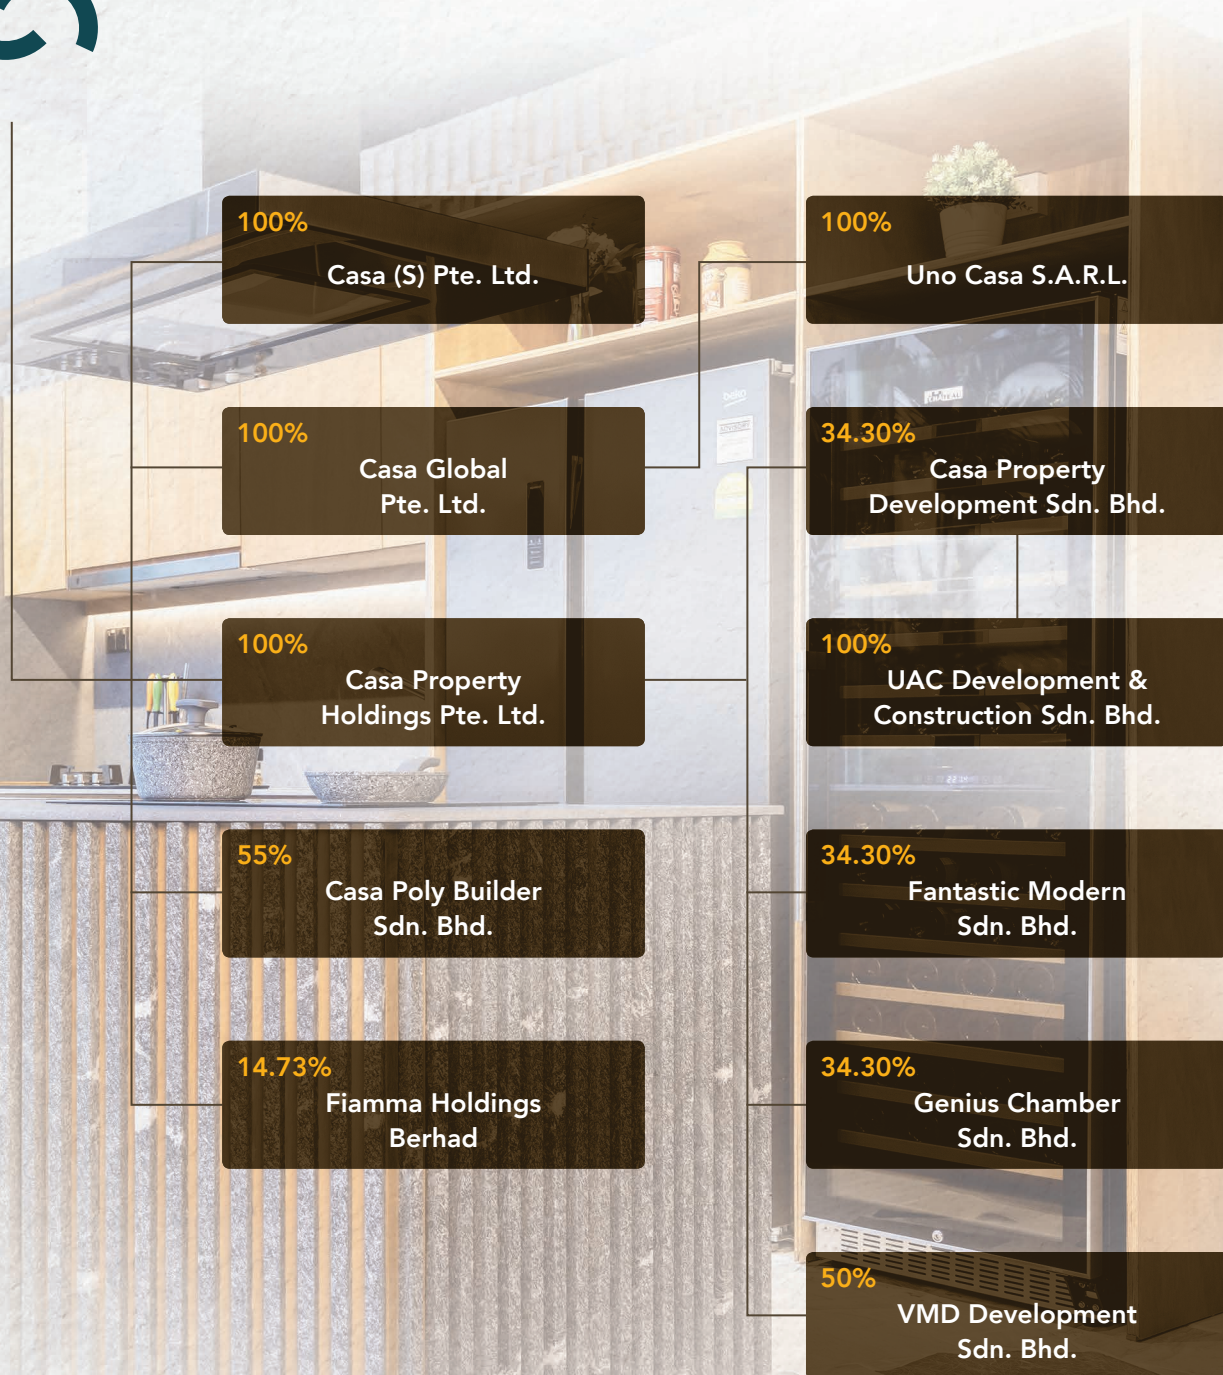 100%
Casa (S) Pte. Ltd.
100%
Casa Global
Pte. Ltd.
100%
Casa Property
Holdings Pte. Ltd.
55%
Casa Poly Builder
Sdn. Bhd.
14.73%
Fiamma Holdings
Berhad
100%
Uno Casa S.A.R.L.
34.30%
Casa Property
Development Sdn. Bhd.
100%
UAC Development &
Construction Sdn. Bhd.
34.30%
Fantastic Modern
Sdn. Bhd.
34.30%
Genius Chamber
Sdn. Bhd.
50%
VMD Development
Sdn. Bhd.
beko
CHATEAU